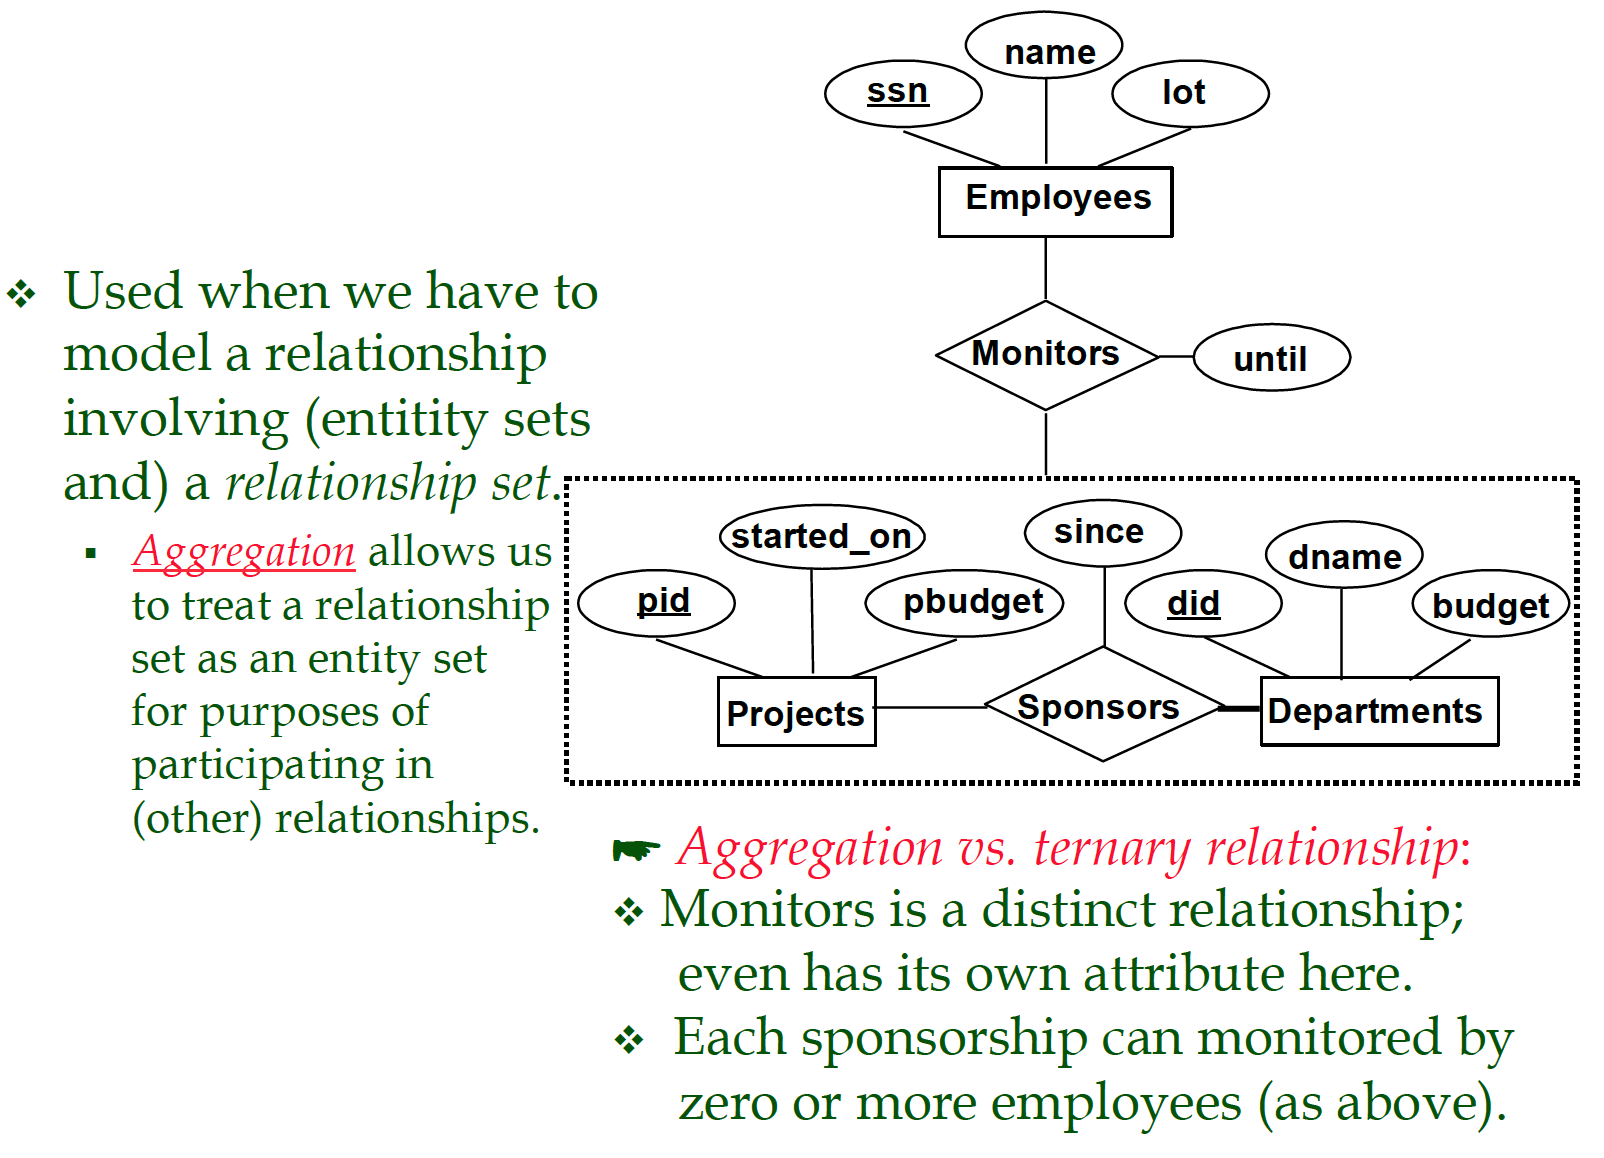 name
ssn
lot
Employees
❖ Used when we have to
model a relationship
involving (entitity sets
and) a relationship set.
Monitors
until
▪ Aggregation allows us
to treat a relationship
set as an entity set
for purposes of
participating in
(other) relationships.
started_on
since
dname
pid
pbudget
did
budget
Projects
Sponsors
Departments
☛ Aggregation vs. ternary relationship:
❖ Monitors is a distinct relationship;
even has its own attribute here.
❖ Each sponsorship can monitored by
zero or more employees (as above).